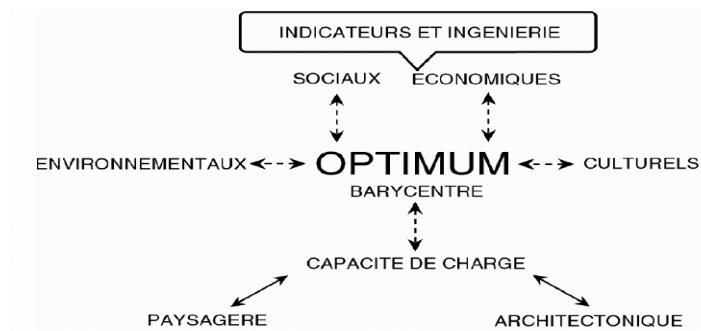 INDICATEURS ET INGENIERIE
SOCIAUX ECONOMIQUES
ENVIRONNEMENTAUX OPTIMUM CULTURELS
BARYCENTRE
CAPACITE DE CHARGE
PAYSAGERE ARCHITECTONIQUE